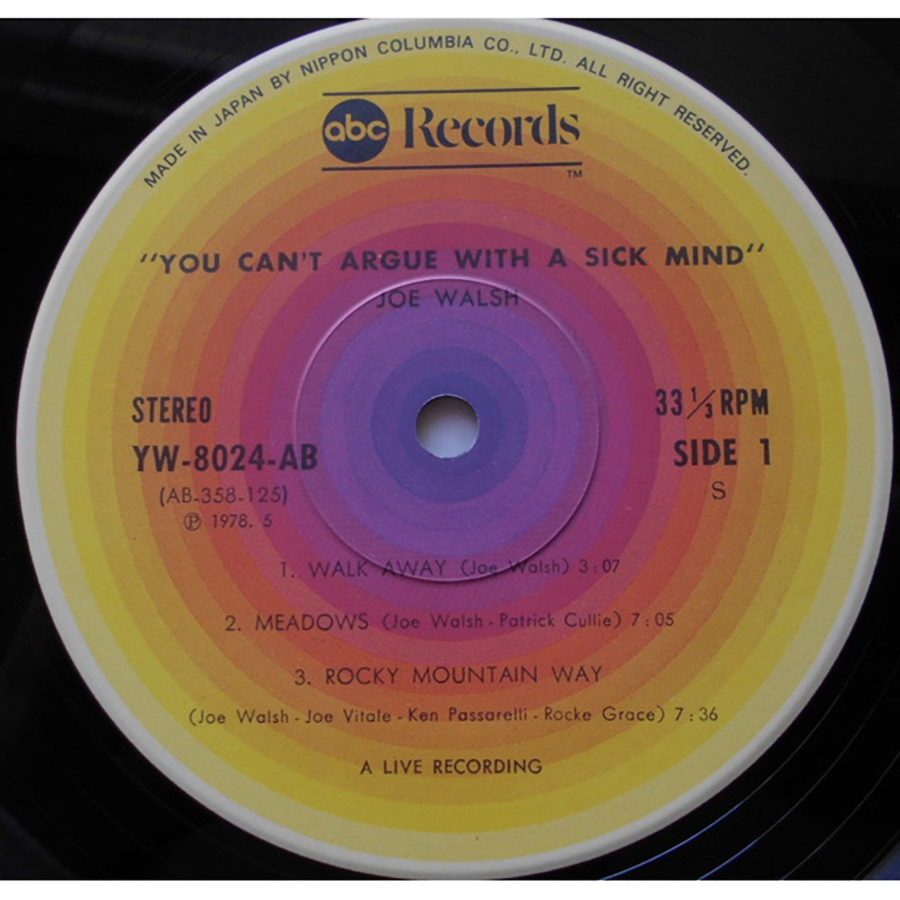 MADE IN JAPAN BY NIPPON COLUMBIA CO., LTD. ALL RIGHT RESERVED.
abc Records
TM
"YOU CAN'T ARGUE WITH A SICK MIND"
JOE WALSH
STEREO
33 1/3 RPM
YW-8024-AB
SIDE 1
(AB-358-125)
S
℗ 1978. 5
1. WALK AWAY (Joe Walsh) 3:07
2. MEADOWS (Joe Walsh - Patrick Cullie) 7:05
3. ROCKY MOUNTAIN WAY
(Joe Walsh - Joe Vitale - Ken Passarelli - Rocke Grace) 7:36
A LIVE RECORDING